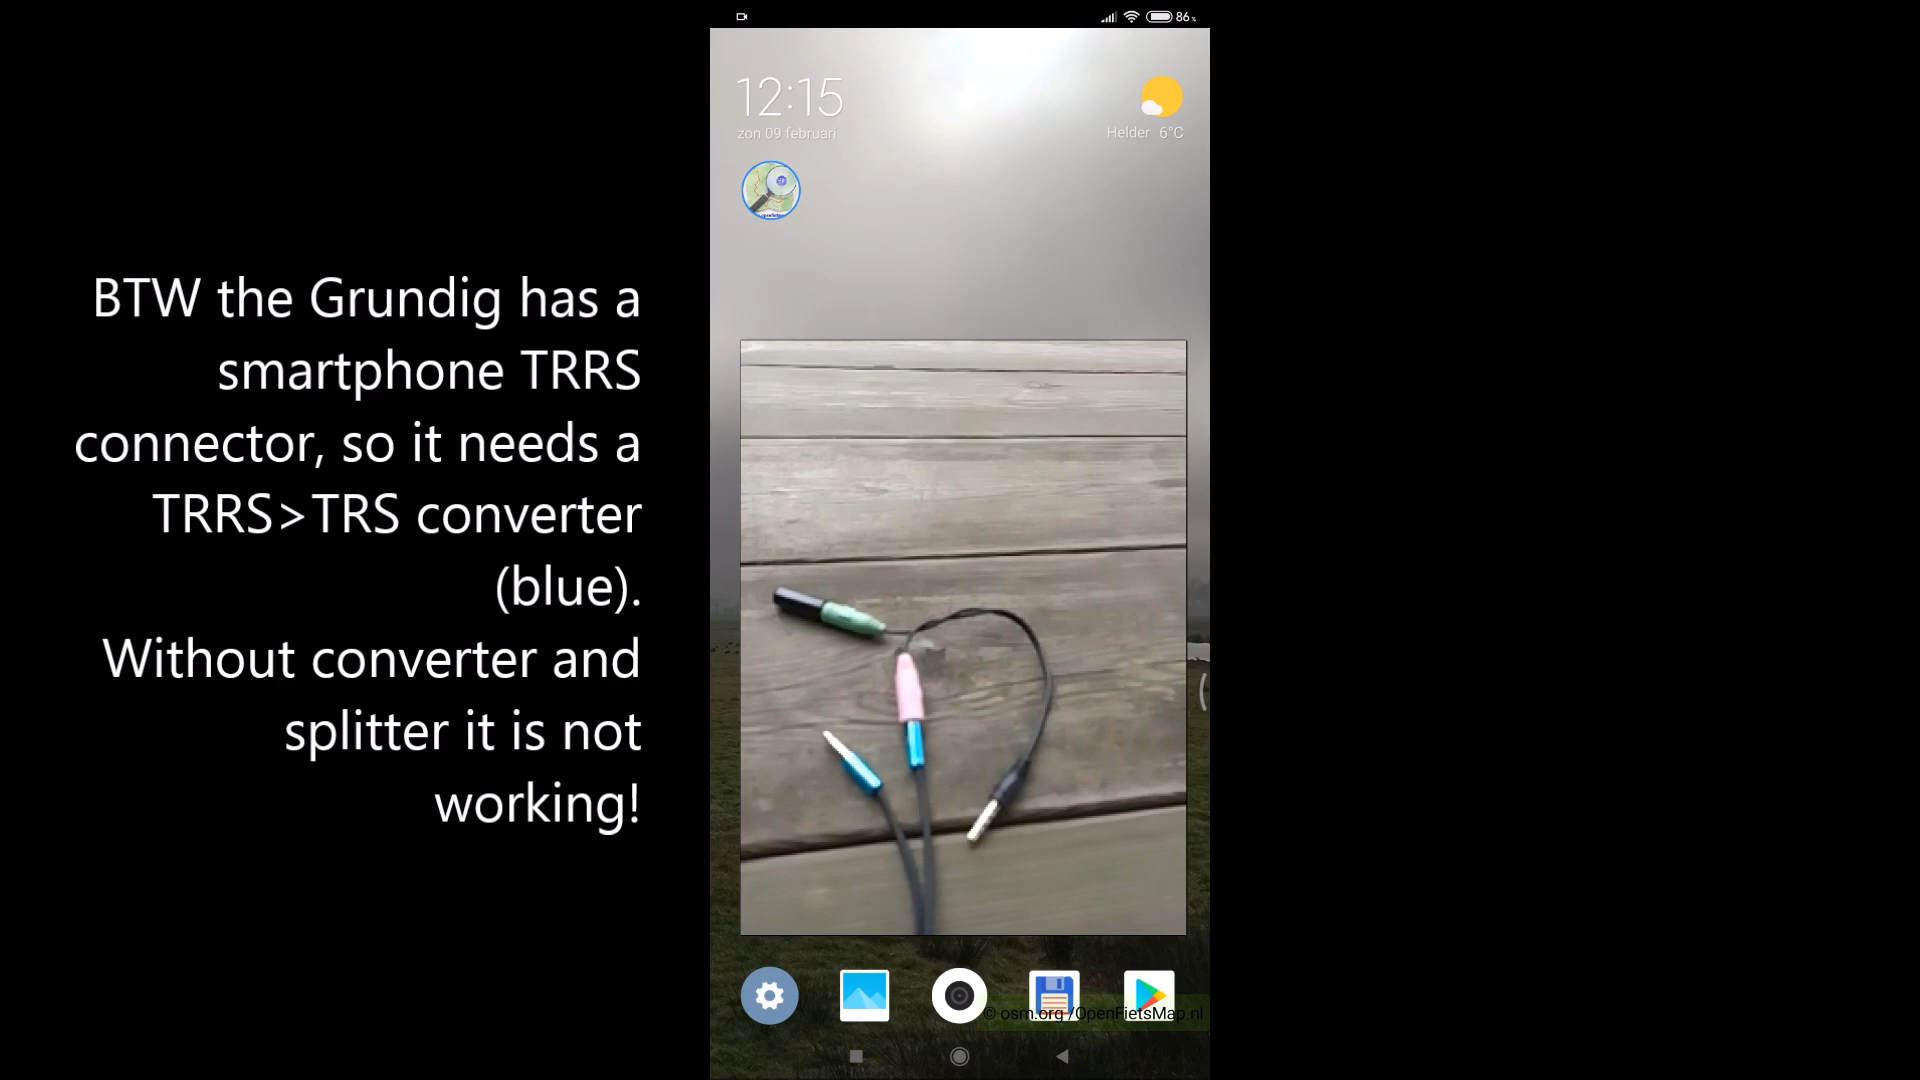 BTW the Grundig has a
smartphone TRRS
connector, so it needs a
TRRS>TRS converter
(blue).
Without converter and
splitter it is not
working!
86%
12:15
zon 09 februari
Helder 6°C
© osm.org /OpenFietsMap.nl